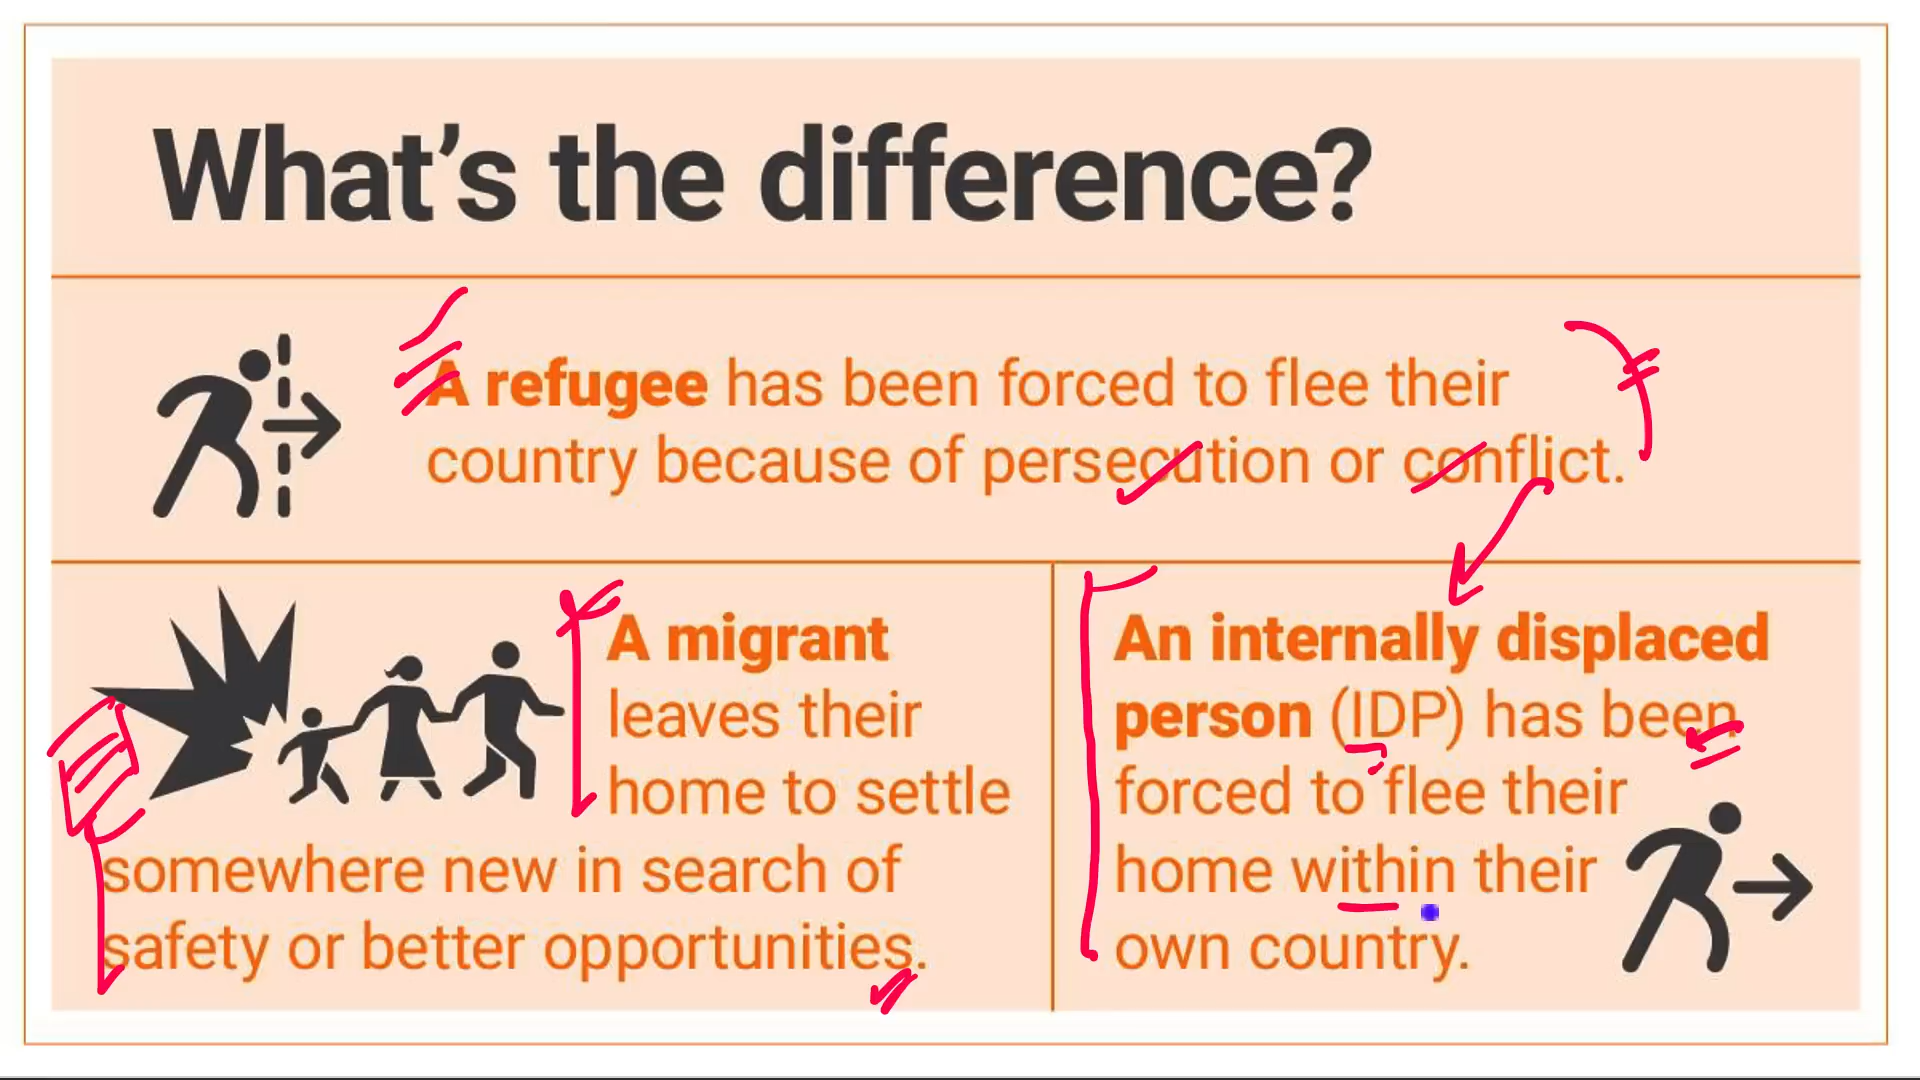 What’s the difference?
A refugee has been forced to flee their
country because of persecution or conflict.
A migrant
leaves their
home to settle
somewhere new in search of
safety or better opportunities.
An internally displaced
person (IDP) has been
forced to flee their
home within their
own country.